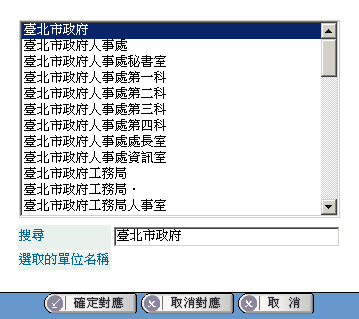 臺北市政府
臺北市政府人事處
臺北市政府人事處秘書室
臺北市政府人事處第一科
臺北市政府人事處第二科
臺北市政府人事處第三科
臺北市政府人事處第四科
臺北市政府人事處處長室
臺北市政府人事處資訊室
臺北市政府工務局
臺北市政府工務局・
臺北市政府工務局人事室
搜尋 臺北市政府
選取的單位名稱
確定對應 取消對應 取 消